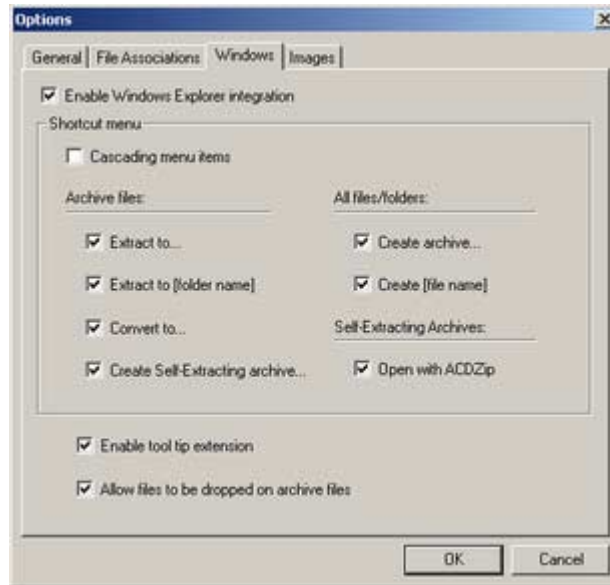 Options
General
File Associations
Windows
Images
Enable Windows Explorer integration
Shortcut menu
Cascading menu items
Archive files:
Extract to...
Extract to [folder name]
Convert to...
Create Self-Extracting archive...
All files/folders:
Create archive...
Create [file name]
Self-Extracting Archives:
Open with ACDZip
Enable tool tip extension
Allow files to be dropped on archive files
OK
Cancel